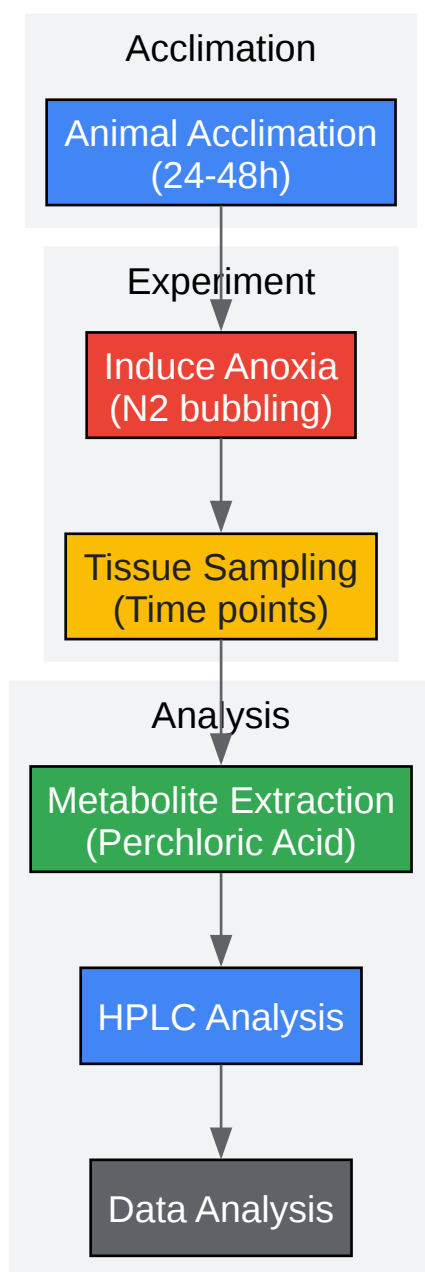 Acclimation
Animal Acclimation
(24-48h)
Experiment
Induce Anoxia
(N2 bubbling)
Tissue Sampling
(Time points)
Analysis
Metabolite Extraction
(Perchloric Acid)
HPLC Analysis
Data Analysis